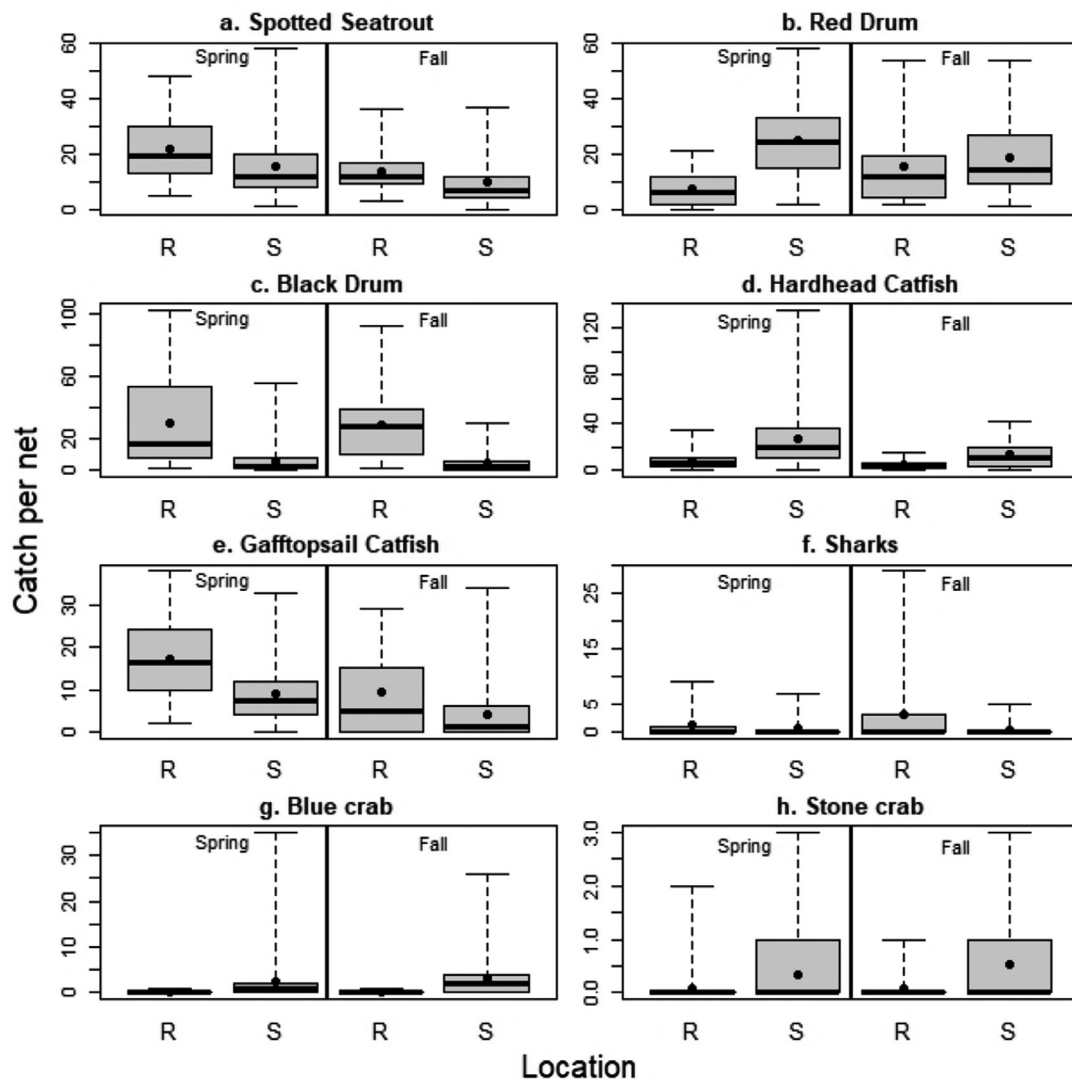 a. Spotted Seatrout
60
40
20
0
Spring
Fall
R S R S
b. Red Drum
60
40
20
0
Spring
Fall
R S R S
c. Black Drum
100
60
20
0
Spring
Fall
R S R S
d. Hardhead Catfish
120
80
40
0
Spring
Fall
R S R S
e. Gafftopsail Catfish
30
20
10
0
Spring
Fall
R S R S
f. Sharks
25
15
5
0
Spring
Fall
R S R S
g. Blue crab
30
20
10
0
Spring
Fall
R S R S
h. Stone crab
3.0
2.0
1.0
0.0
Spring
Fall
R S R S
Catch per net
Location